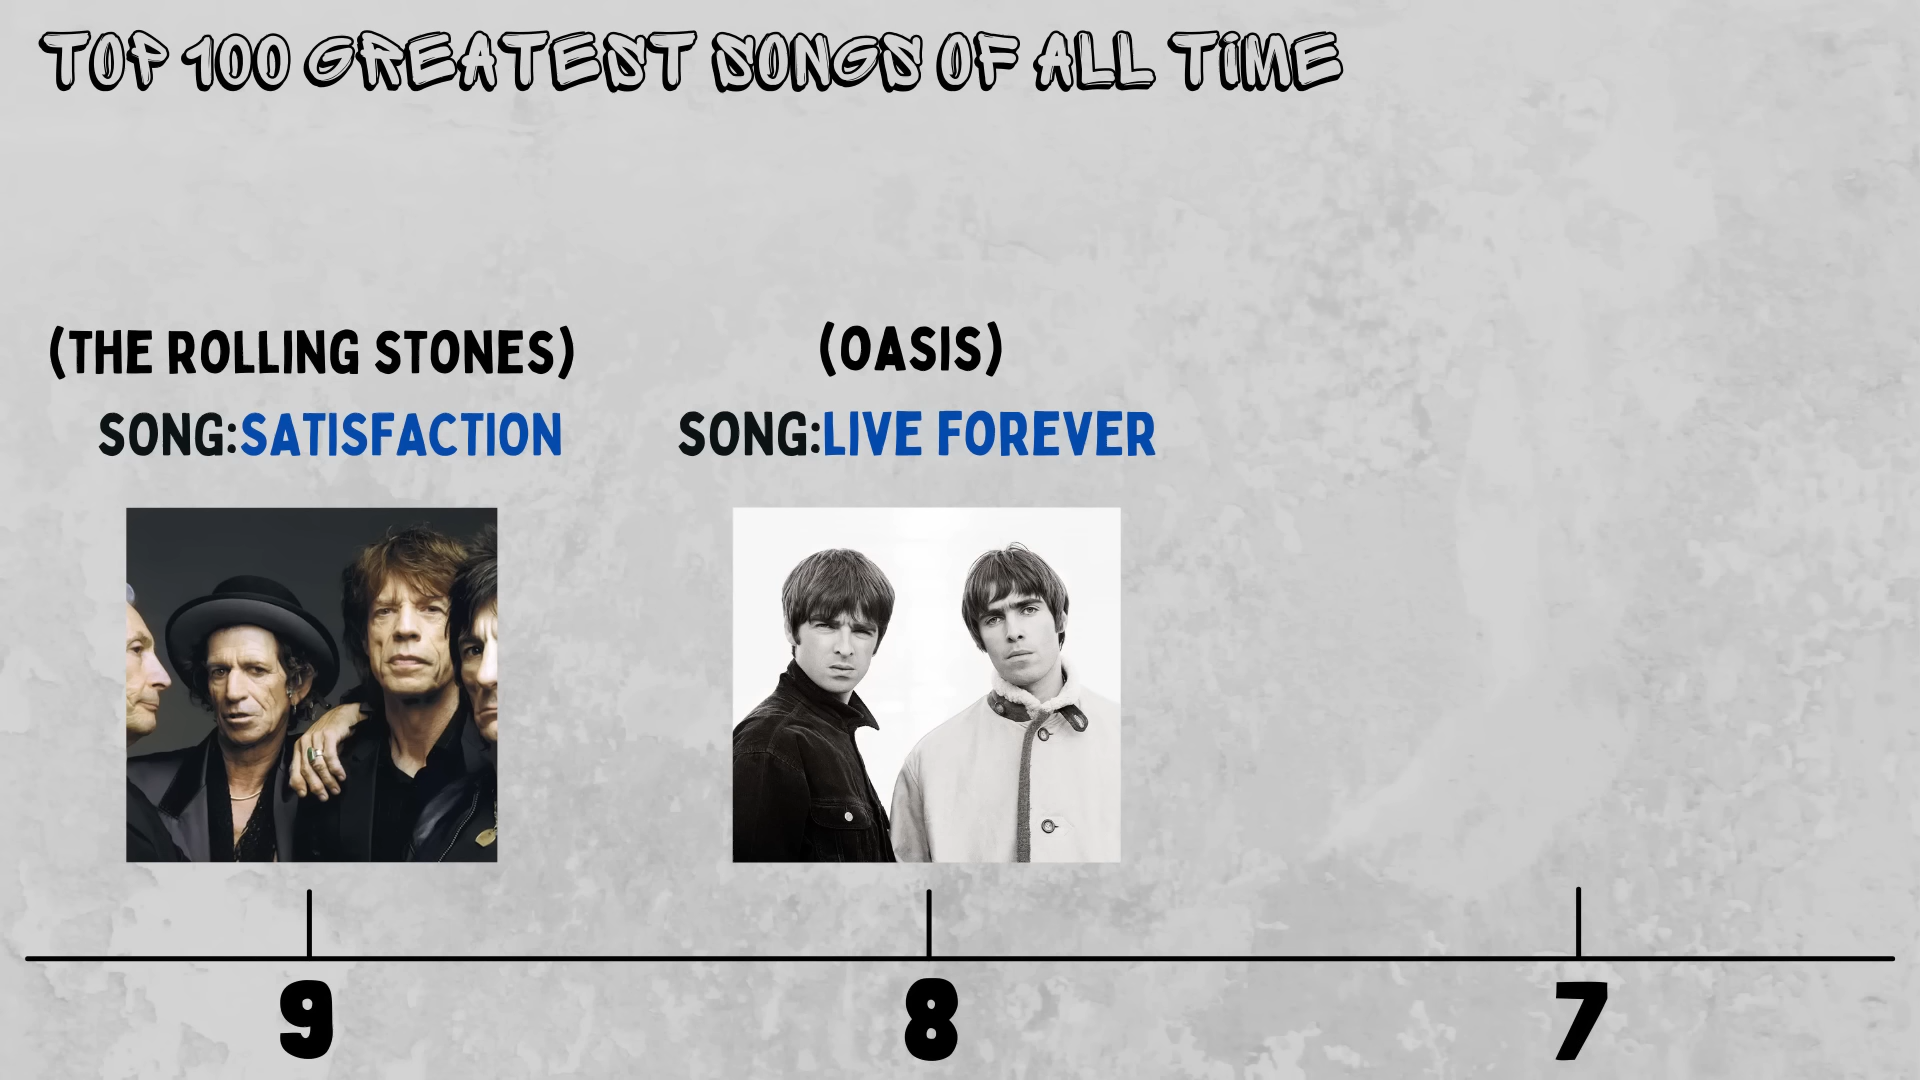 TOP 100 GREATEST SONGS OF ALL TIME
(THE ROLLING STONES)
SONG:SATISFACTION
(OASIS)
SONG:LIVE FOREVER
9
8
7